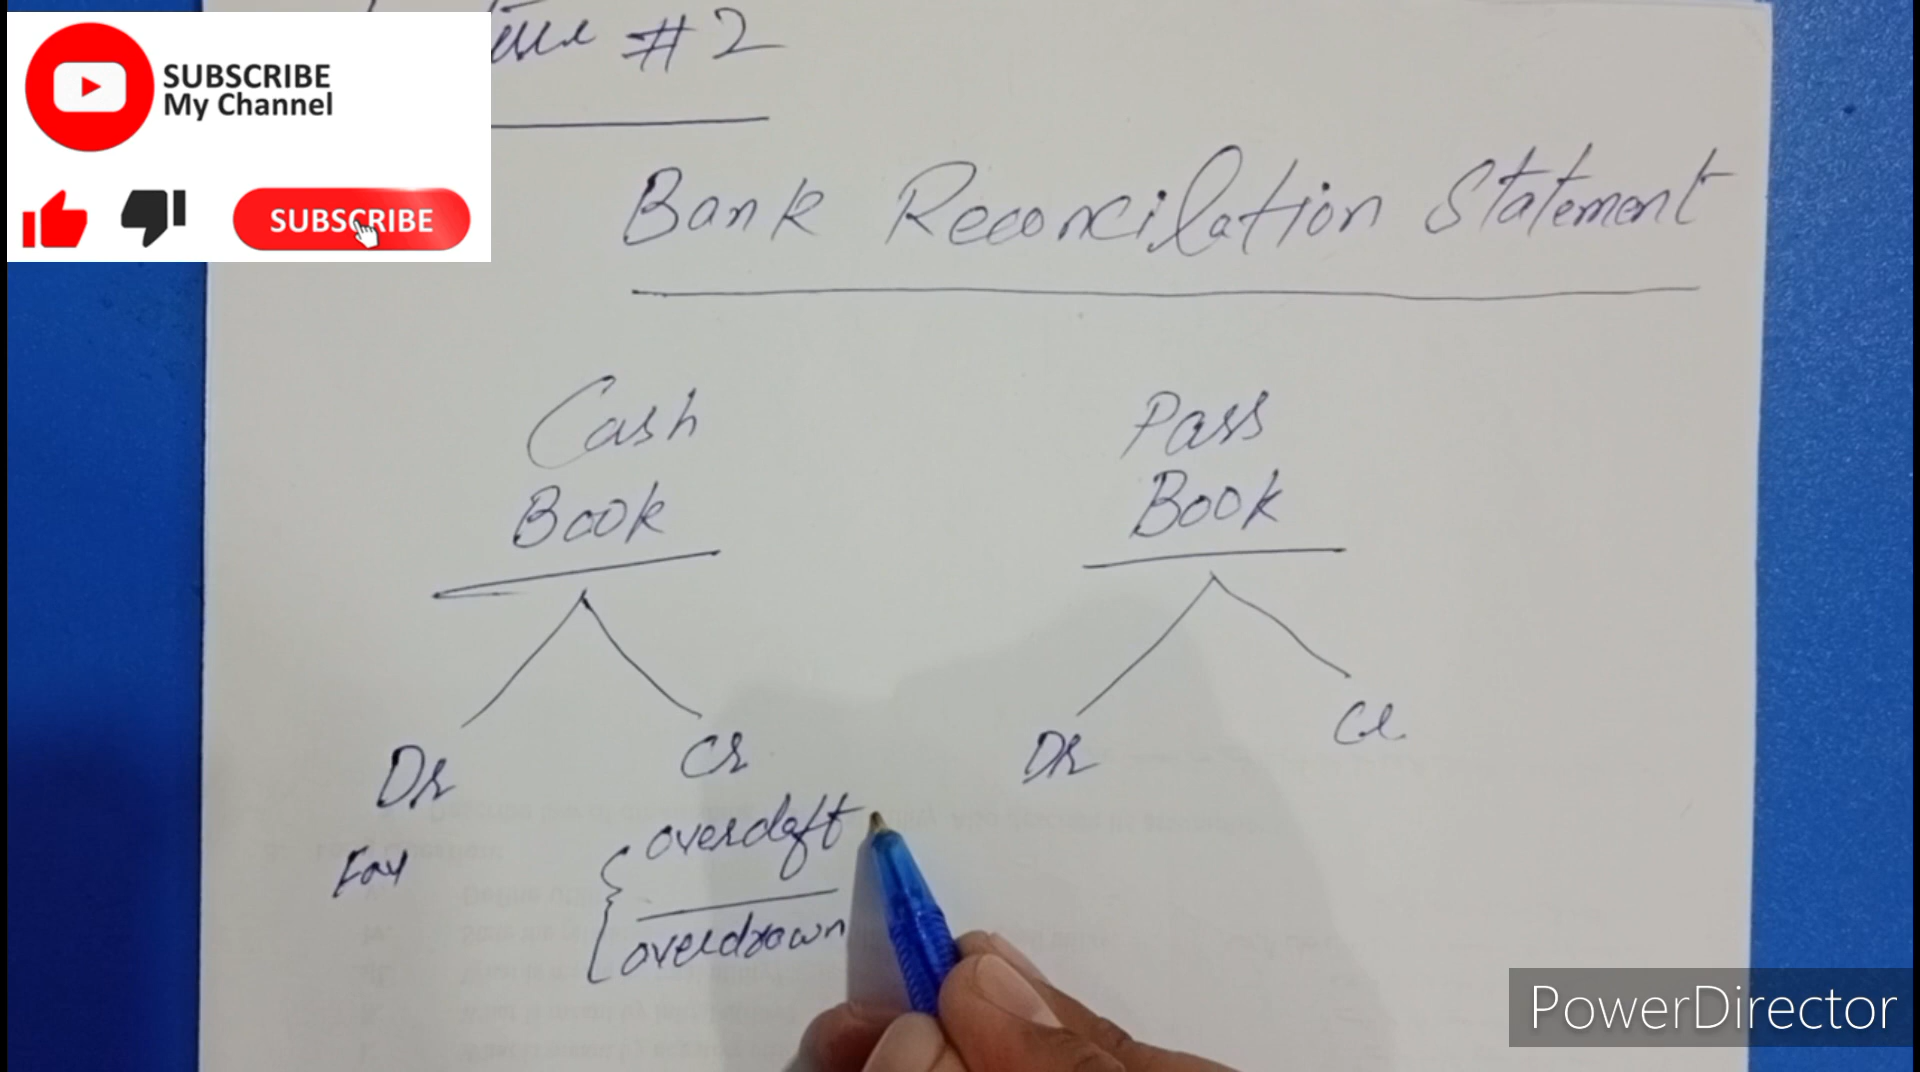 #2
SUBSCRIBE
My Channel
SUBSCRIBE
Bank Reconcilation Statement
Cash
Book
Pass
Book
Dr
Cr
Dr
Cr
Fav
overdaft
overdrawn
PowerDirector